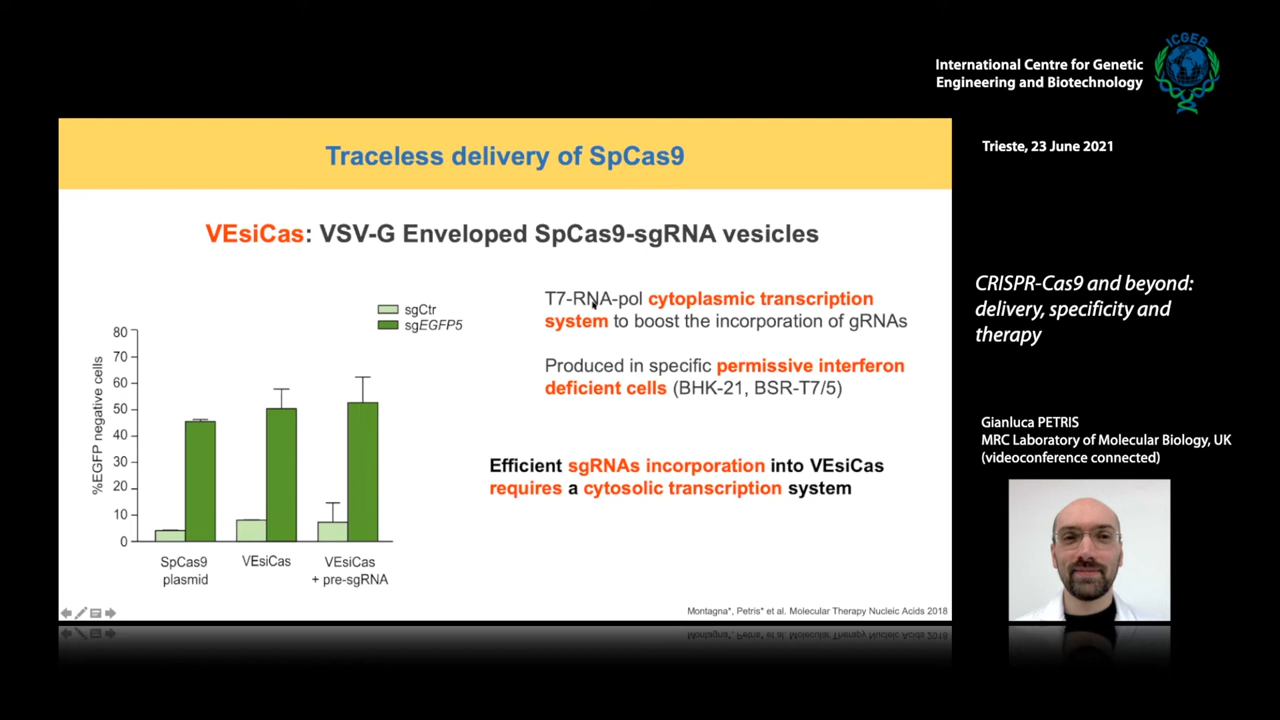 ICGEB
International Centre for Genetic
Engineering and Biotechnology
Trieste, 23 June 2021
Traceless delivery of SpCas9
VEsiCas: VSV-G Enveloped SpCas9-sgRNA vesicles
sgCtr
sgEGFP5
%EGFP negative cells
80
70
60
50
40
30
20
10
0
SpCas9
plasmid
VEsiCas
VEsiCas
+ pre-sgRNA
T7-RNA-pol cytoplasmic transcription
system to boost the incorporation of gRNAs
Produced in specific permissive interferon
deficient cells (BHK-21, BSR-T7/5)
Efficient sgRNAs incorporation into VEsiCas
requires a cytosolic transcription system
Montagna*, Petris* et al. Molecular Therapy Nucleic Acids 2018
CRISPR-Cas9 and beyond:
delivery, specificity and
therapy
Gianluca PETRIS
MRC Laboratory of Molecular Biology, UK
(videoconference connected)